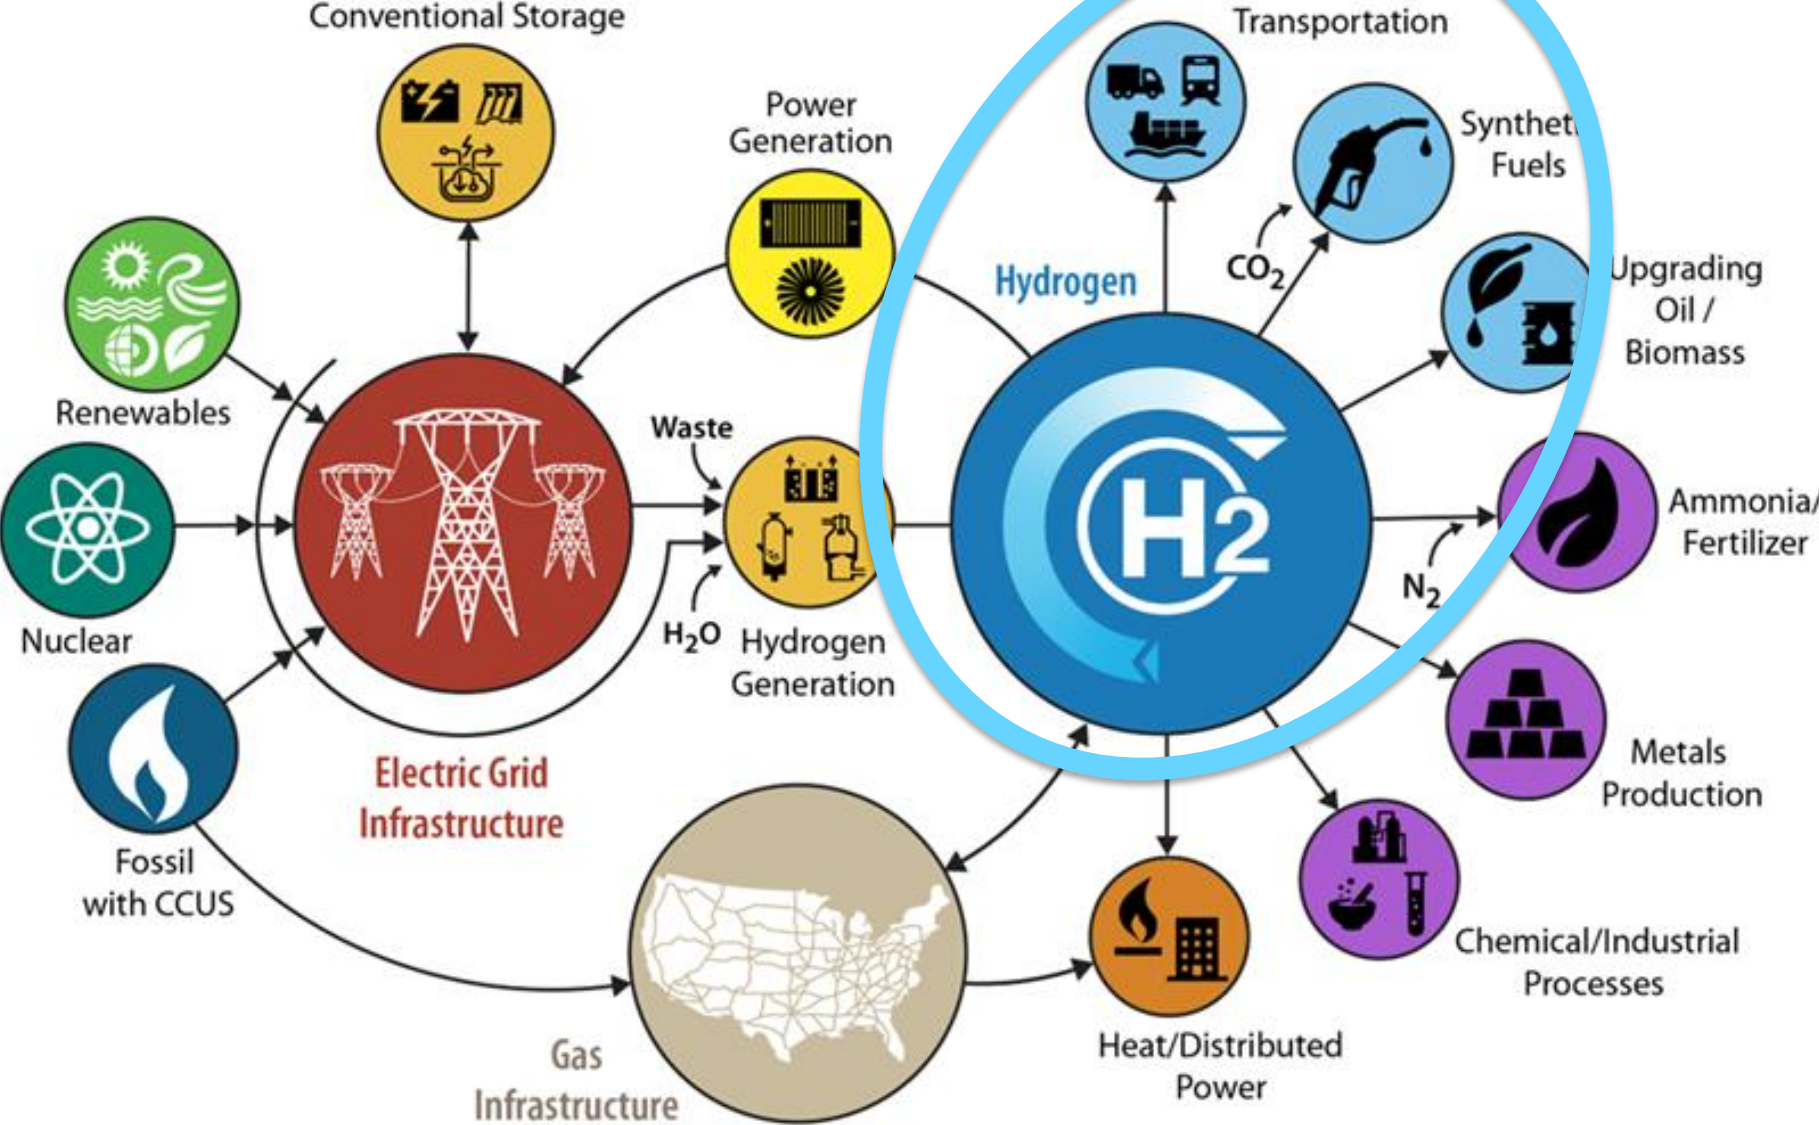 Conventional Storage
Transportation
Power
Generation
Synthet
Fuels
CO₂
Hydrogen
Upgrading
Oil /
Biomass
Renewables
Waste
H2
Ammonia/
Fertilizer
N₂
Nuclear
H₂O
Hydrogen
Generation
Electric Grid
Infrastructure
Metals
Production
Fossil
with CCUS
Chemical/Industrial
Processes
Gas
Infrastructure
Heat/Distributed
Power